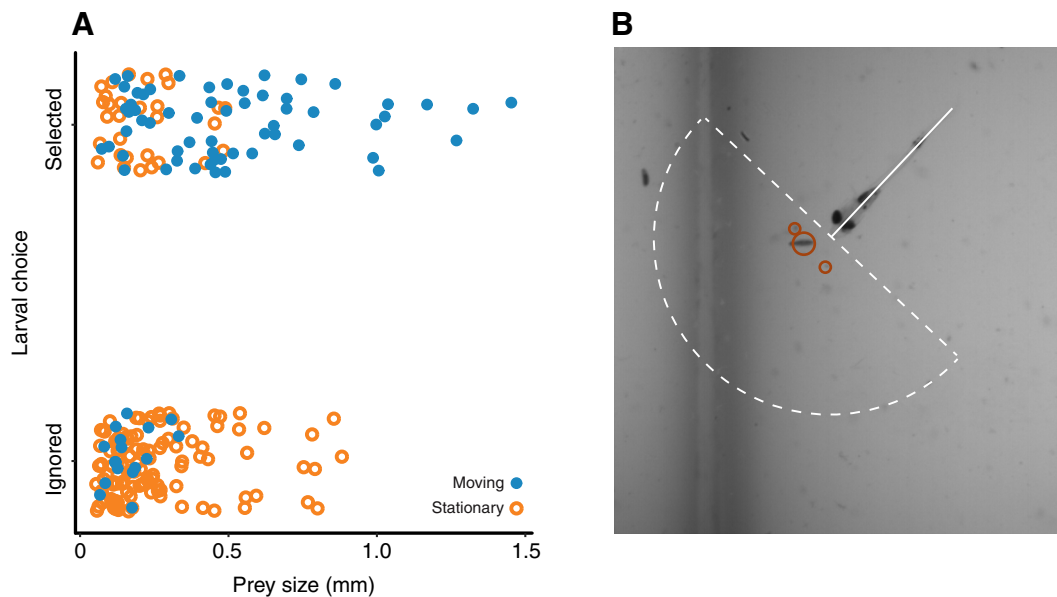 A
B
Selected
Larval choice
Ignored
Moving
Stationary
0 0.5 1.0 1.5
Prey size (mm)